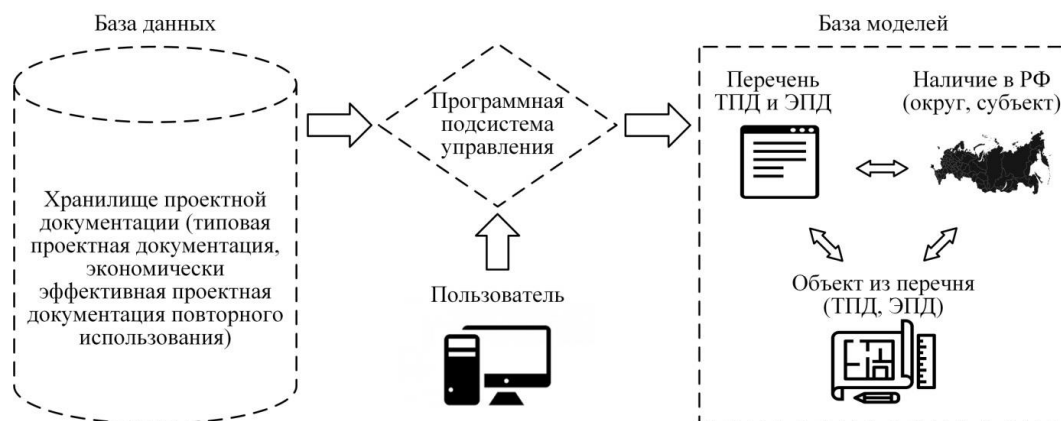 База данных
Хранилище проектной
документации (типовая
проектная документация,
экономически
эффективная проектная
документация повторного
использования)
Программная
подсистема
управления
Пользователь
База моделей
Перечень
ТПД и ЭПД
Наличие в РФ
(округ, субъект)
Объект из перечня
(ТПД, ЭПД)